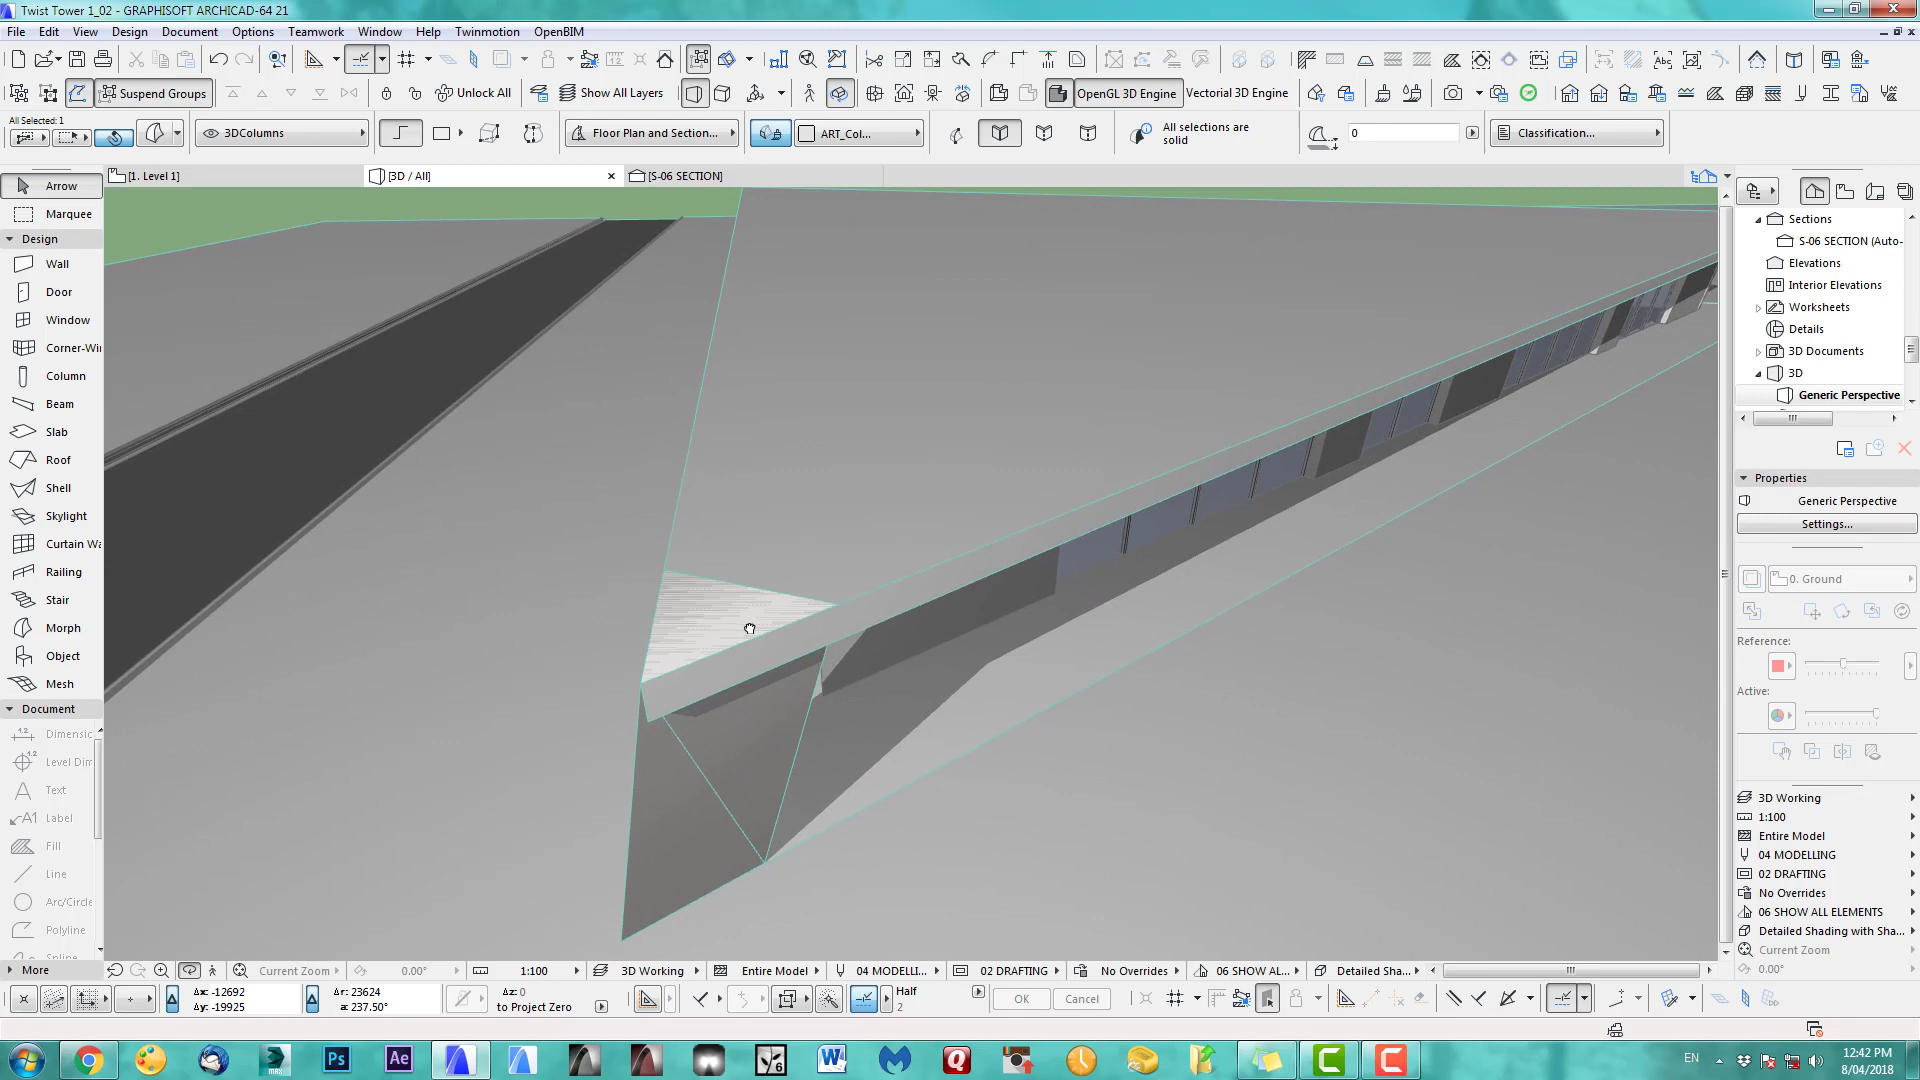 Twist Tower 1_02 - GRAPHISOFT ARCHICAD-64 21
File Edit View Design Document Options Teamwork Window Help Twinmotion OpenBIM
Suspend Groups
Unlock All
Show All Layers
OpenGL 3D Engine
Vectorial 3D Engine
All Selected: 1
3DColumns
Floor Plan and Section...
ART_Col...
All selections are
solid
0
Classification...
[1. Level 1]
[3D / All]
[S-06 SECTION]
Arrow
Marquee
Design
Wall
Door
Window
Corner-Wi
Column
Beam
Slab
Roof
Shell
Skylight
Curtain Wa
Railing
Stair
Morph
Object
Mesh
Document
Dimensic
Level Dim
Text
Label
Fill
Line
Arc/Circle
Polyline
Spline
More
Sections
S-06 SECTION (Auto-
Elevations
Interior Elevations
Worksheets
Details
3D Documents
3D
Generic Perspective
Properties
Generic Perspective
Settings...
0. Ground
Reference:
Active:
3D Working
1:100
Entire Model
04 MODELLING
02 DRAFTING
No Overrides
06 SHOW ALL ELEMENTS
Detailed Shading with Sha...
Current Zoom
0.00°
Current Zoom 0.00° 1:100 3D Working Entire Model 04 MODELLI... 02 DRAFTING No Overrides 06 SHOW AL... Detailed Sha...
Δx: -12692
Δy: -19925
Δr: 23624
a: 237.50°
Δz: 0
to Project Zero
Half
2
OK
Cancel
EN
12:42 PM
8/04/2018